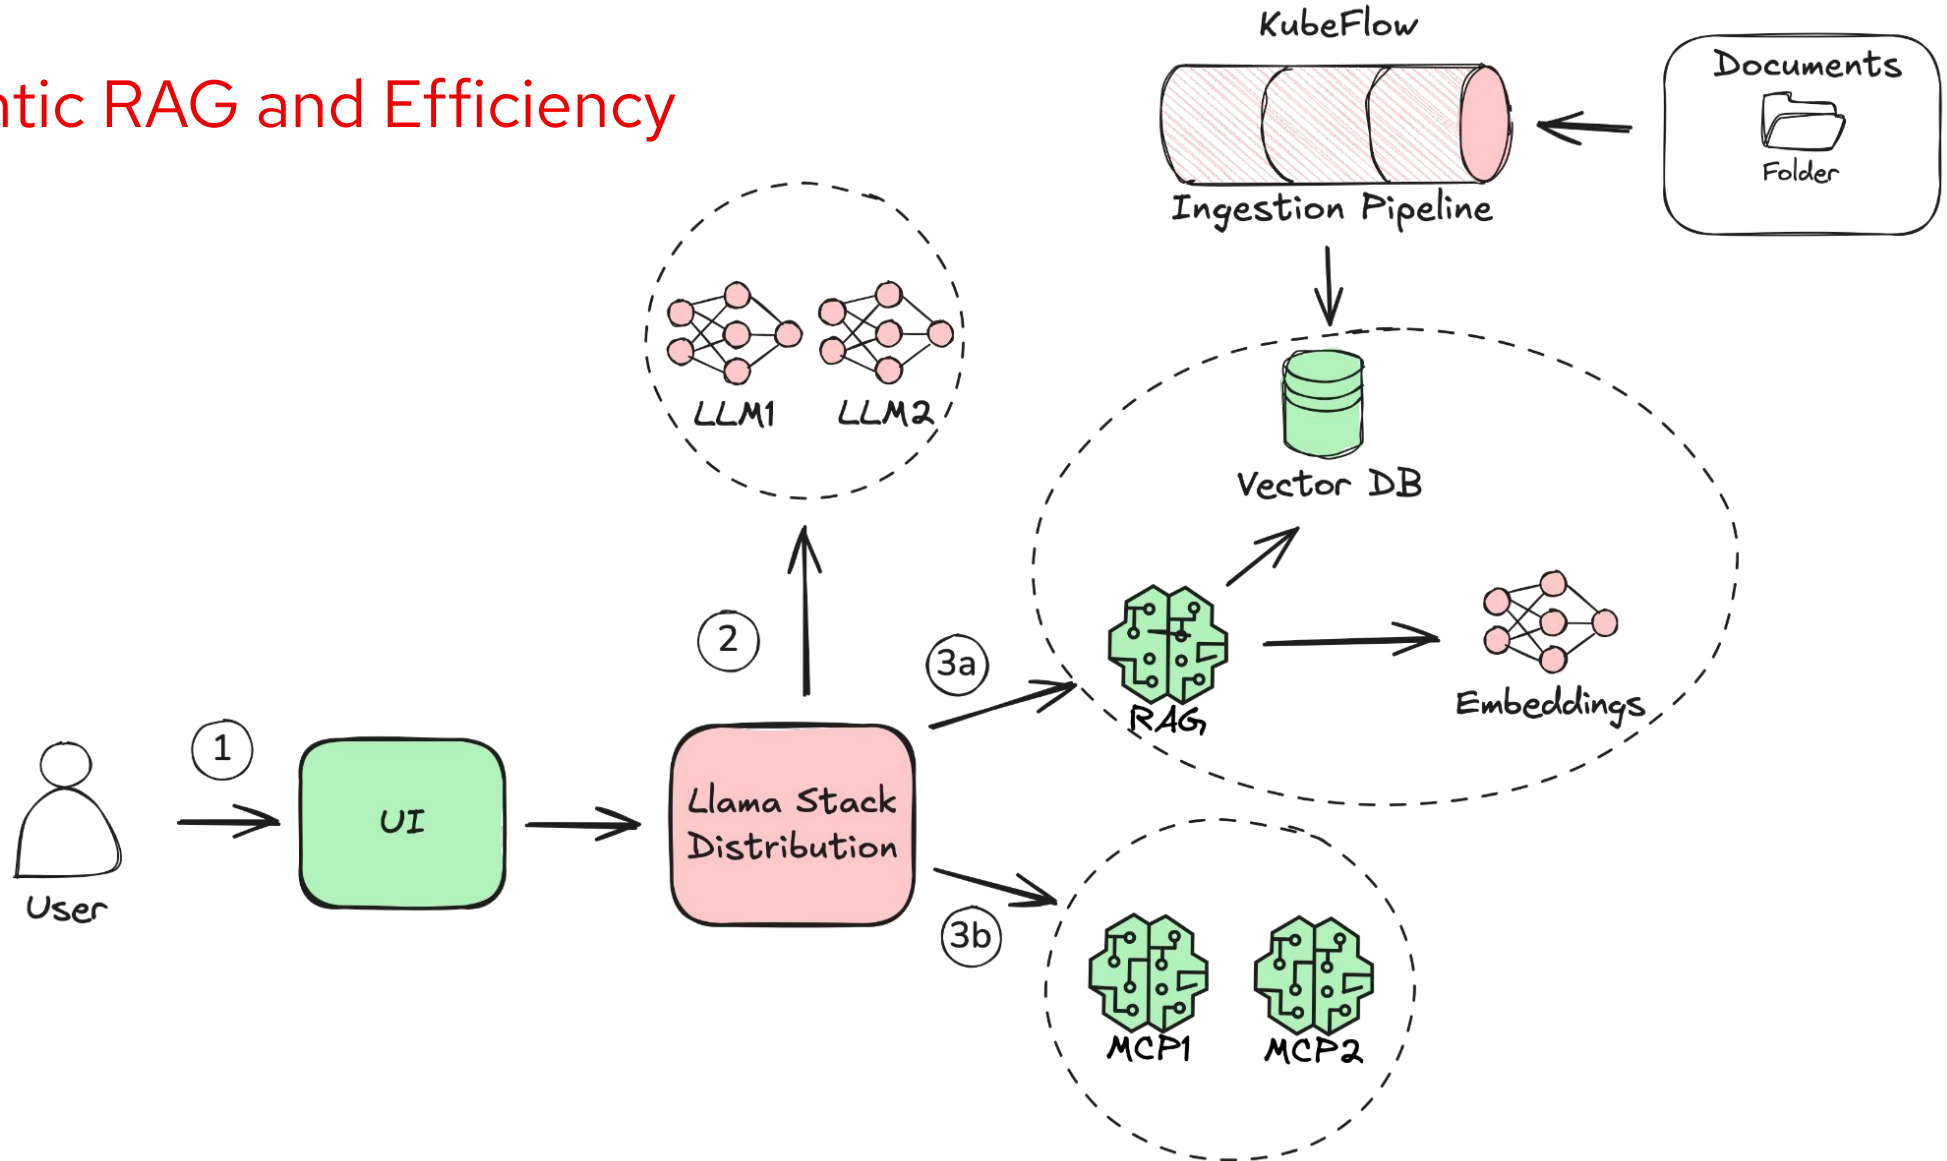 ntic RAG and Efficiency
KubeFlow
Documents
Folder
Ingestion Pipeline
LLM1
LLM2
Vector DB
2
3a
RAG
Embeddings
1
UI
Llama Stack
Distribution
User
3b
MCP1
MCP2